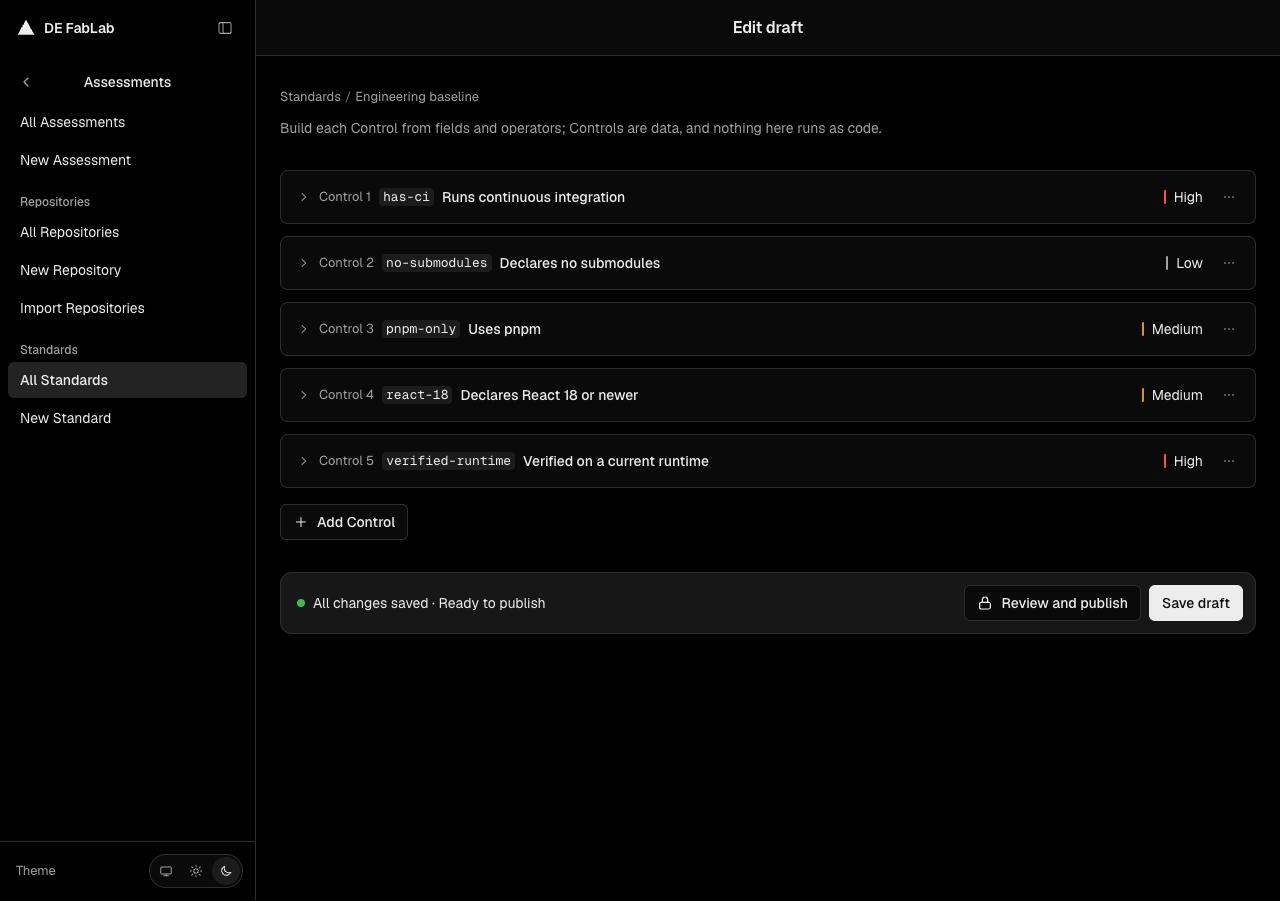 DE FabLab
Assessments
All Assessments
New Assessment
Repositories
All Repositories
New Repository
Import Repositories
Standards
All Standards
New Standard
Theme
Edit draft
Standards / Engineering baseline
Build each Control from fields and operators; Controls are data, and nothing here runs as code.
Control 1 has-ci Runs continuous integration High
Control 2 no-submodules Declares no submodules Low
Control 3 pnpm-only Uses pnpm Medium
Control 4 react-18 Declares React 18 or newer Medium
Control 5 verified-runtime Verified on a current runtime High
Add Control
All changes saved · Ready to publish Review and publish Save draft